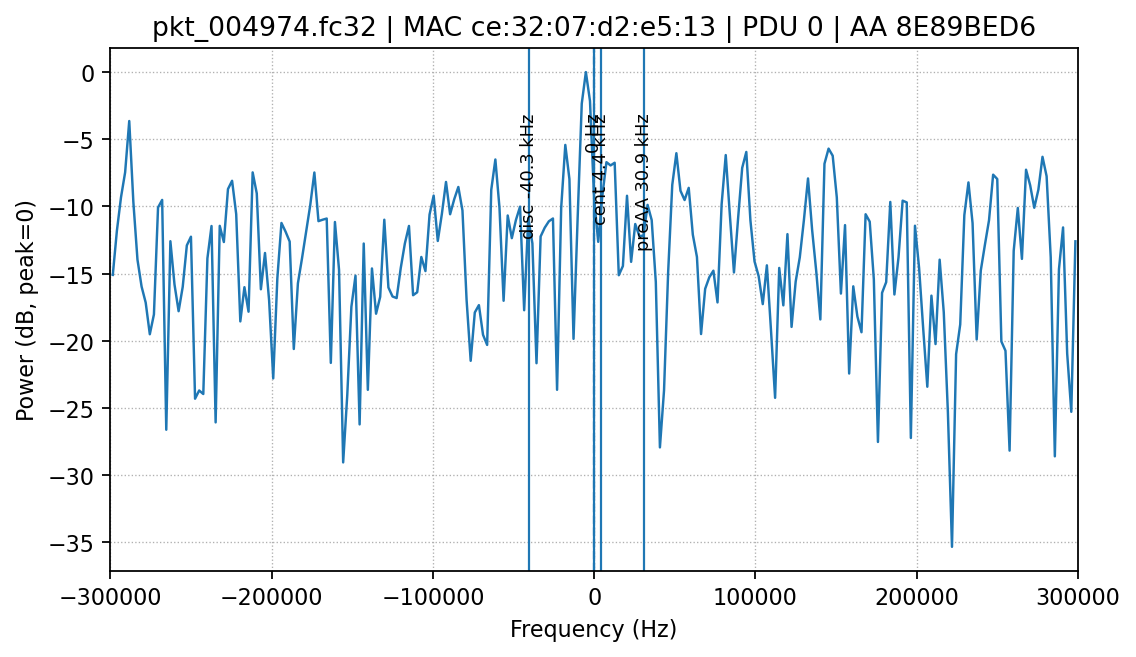 pkt_004974.fc32 | MAC ce:32:07:d2:e5:13 | PDU 0 | AA 8E89BED6
Power (dB, peak=0)
0
−5
−10
−15
−20
−25
−30
−35
disc -40.3 kHz
0 Hz
cent 4.4 kHz
preAA 30.9 kHz
−300000
−200000
−100000
0
100000
200000
300000
Frequency (Hz)